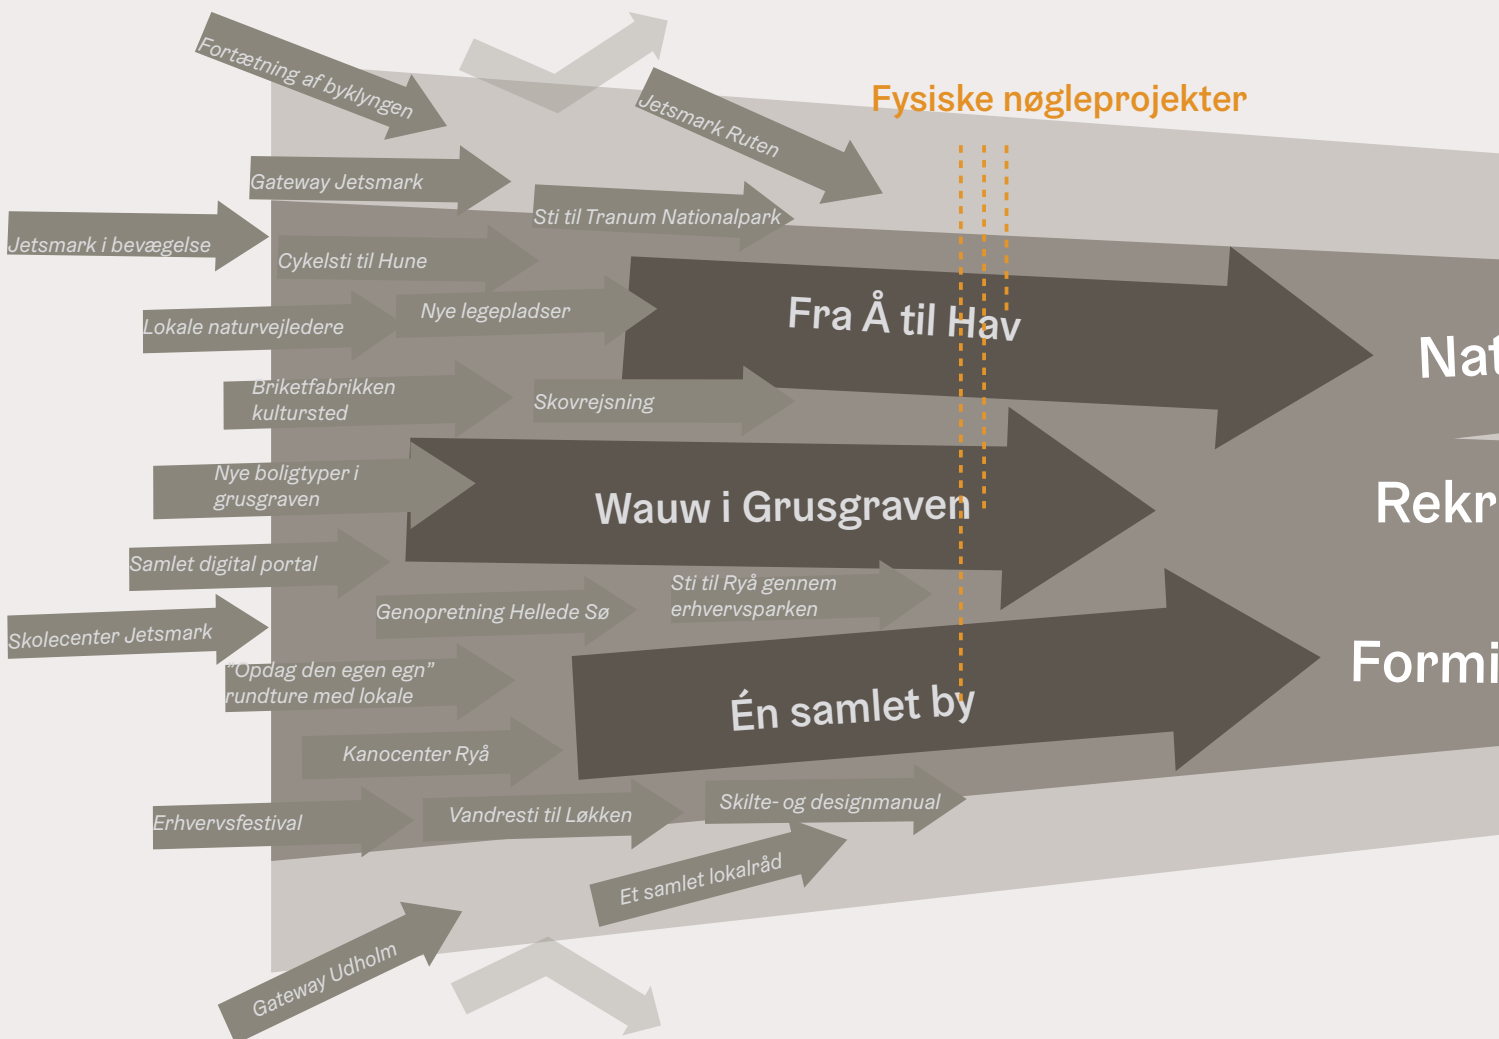 Fortætning af byklyngen
Jetsmark Ruten
Fysiske nøgleprojekter
Gateway Jetsmark
Sti til Tranum Nationalpark
Jetsmark i bevægelse
Cykelsti til Hune
Nye legepladser
Lokale naturvejledere
Fra Å til Hav
Nat
Briketfabrikken
kultursted
Skovrejsning
Nye boligtyper i
grusgraven
Wauw i Grusgraven
Rekr
Samlet digital portal
Sti til Ryå gennem
erhvervsparken
Genopretning Hellede Sø
Skolecenter Jetsmark
"Opdag den egen egn"
rundture med lokale
Formi
Én samlet by
Kanocenter Ryå
Skilte- og designmanual
Vandresti til Løkken
Erhvervsfestival
Et samlet lokalråd
Gateway Udholm